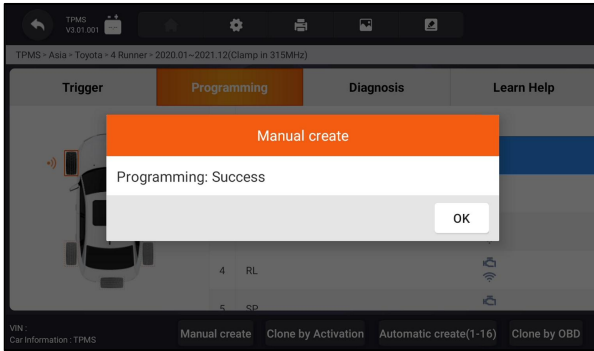 TPMS
V3.01.001
TPMS > Asia > Toyota > 4 Runner > 2020.01~2021.12(Clamp in 315MHz)
Trigger Programming Diagnosis Learn Help
Manual create
Programming: Success
OK
4 RL
5 SP
VIN :
Car Information : TPMS
Manual create Clone by Activation Automatic create(1-16) Clone by OBD